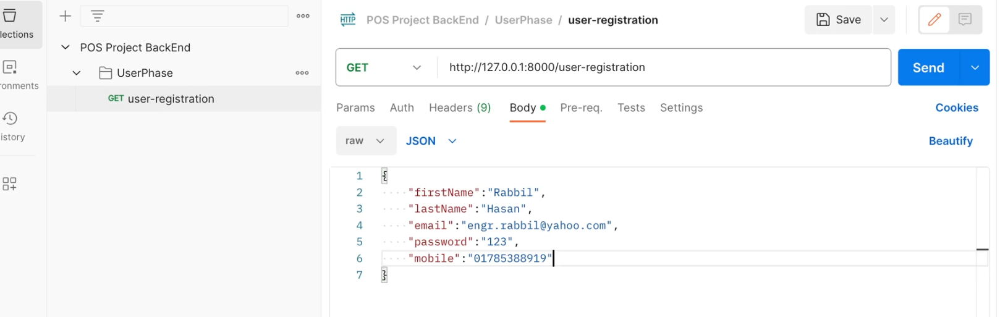 lections
ronments
istory
POS Project BackEnd
UserPhase
GET user-registration
HTTP POS Project BackEnd / UserPhase / user-registration
Save
GET http://127.0.0.1:8000/user-registration
Send
Params Auth Headers (9) Body Pre-req. Tests Settings Cookies
raw JSON Beautify
1 {
2 "firstName":"Rabbil",
3 "lastName":"Hasan",
4 "email":"engr.rabbil@yahoo.com",
5 "password":"123",
6 "mobile":"01785388919"
7 }